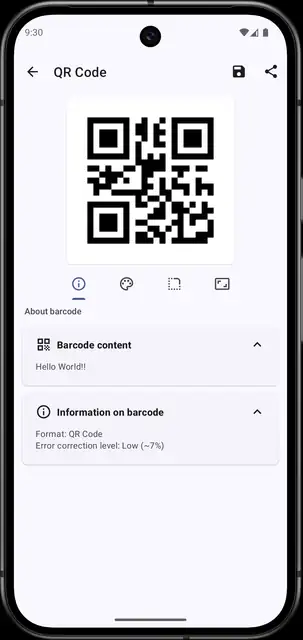 9:30
QR Code
About barcode
Barcode content
Hello World!!
Information on barcode
Format: QR Code
Error correction level: Low (~7%)